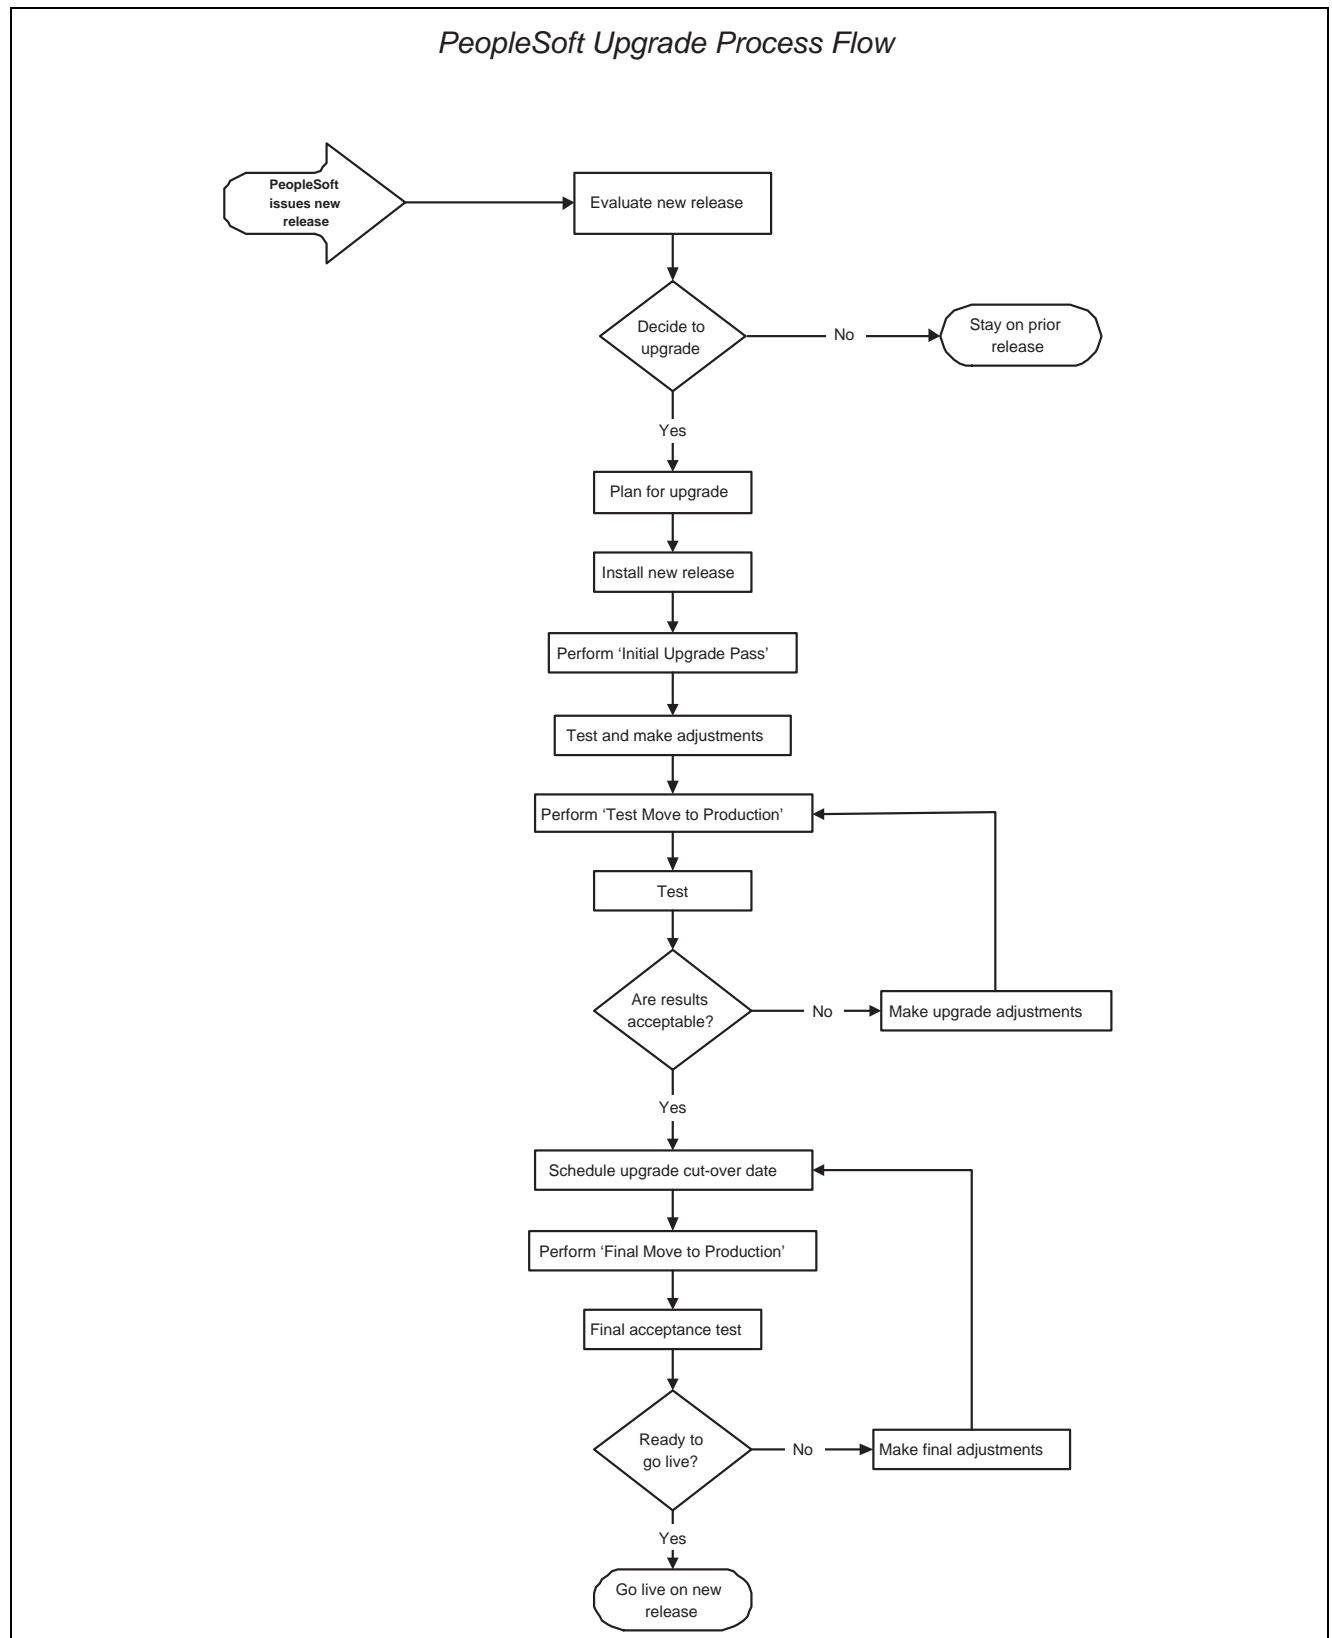 PeopleSoft Upgrade Process Flow
PeopleSoft
issues new
release
Evaluate new release
Decide to
upgrade
No
Stay on prior
release
Yes
Plan for upgrade
Install new release
Perform ‘Initial Upgrade Pass’
Test and make adjustments
Perform ‘Test Move to Production’
Test
Are results
acceptable?
No
Make upgrade adjustments
Yes
Schedule upgrade cut-over date
Perform ‘Final Move to Production’
Final acceptance test
Ready to
go live?
No
Make final adjustments
Yes
Go live on new
release